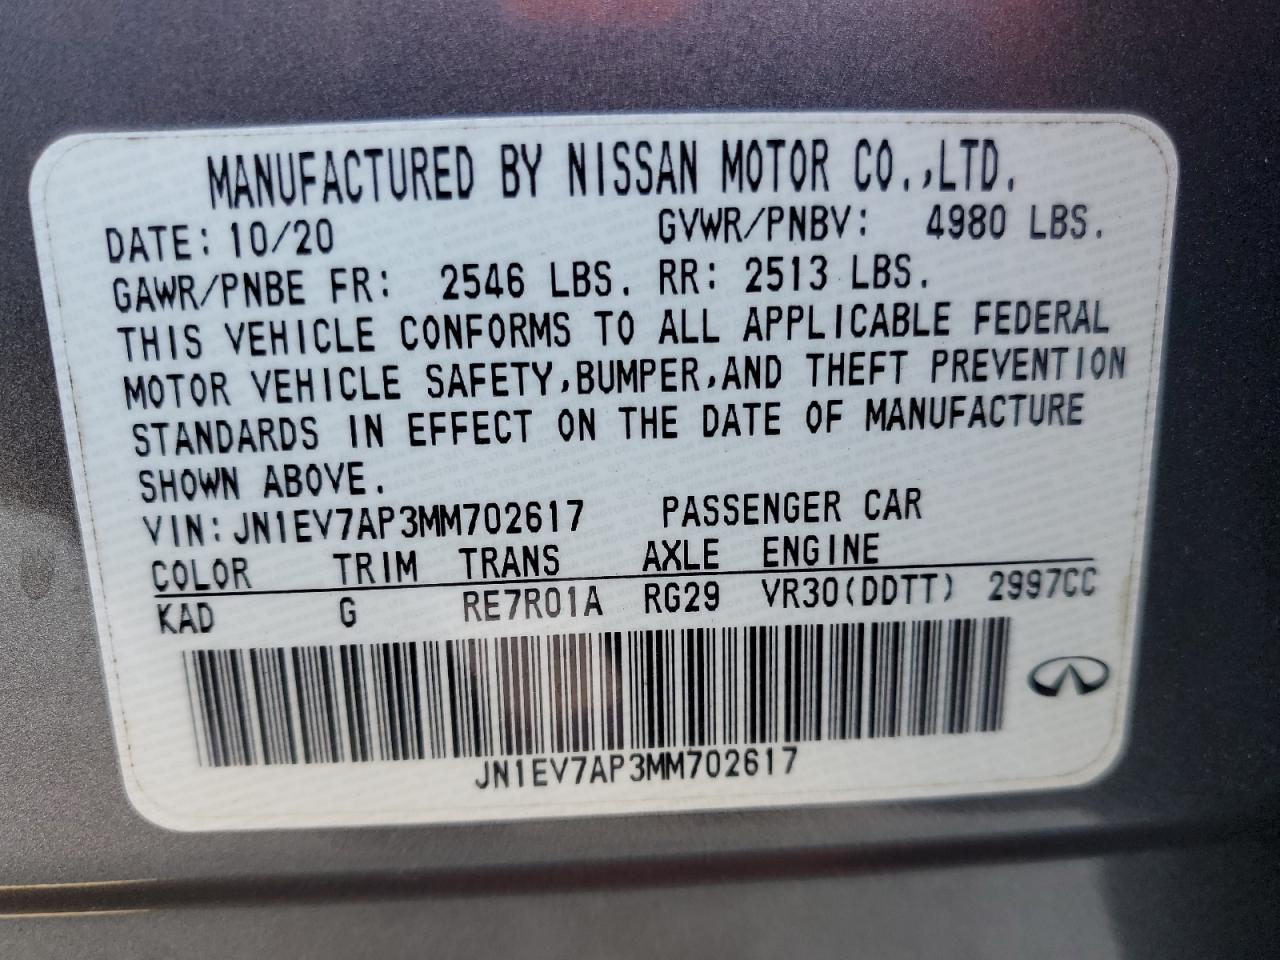 MANUFACTURED BY NISSAN MOTOR CO.,LTD.
DATE: 10/20 GVWR/PNBV: 4980 LBS.
GAWR/PNBE FR: 2546 LBS. RR: 2513 LBS.
THIS VEHICLE CONFORMS TO ALL APPLICABLE FEDERAL
MOTOR VEHICLE SAFETY,BUMPER,AND THEFT PREVENTION
STANDARDS IN EFFECT ON THE DATE OF MANUFACTURE
SHOWN ABOVE.
VIN:JN1EV7AP3MM702617 PASSENGER CAR
COLOR TRIM TRANS AXLE ENGINE
KAD G RE7R01A RG29 VR30(DDTT) 2997CC
JN1EV7AP3MM702617